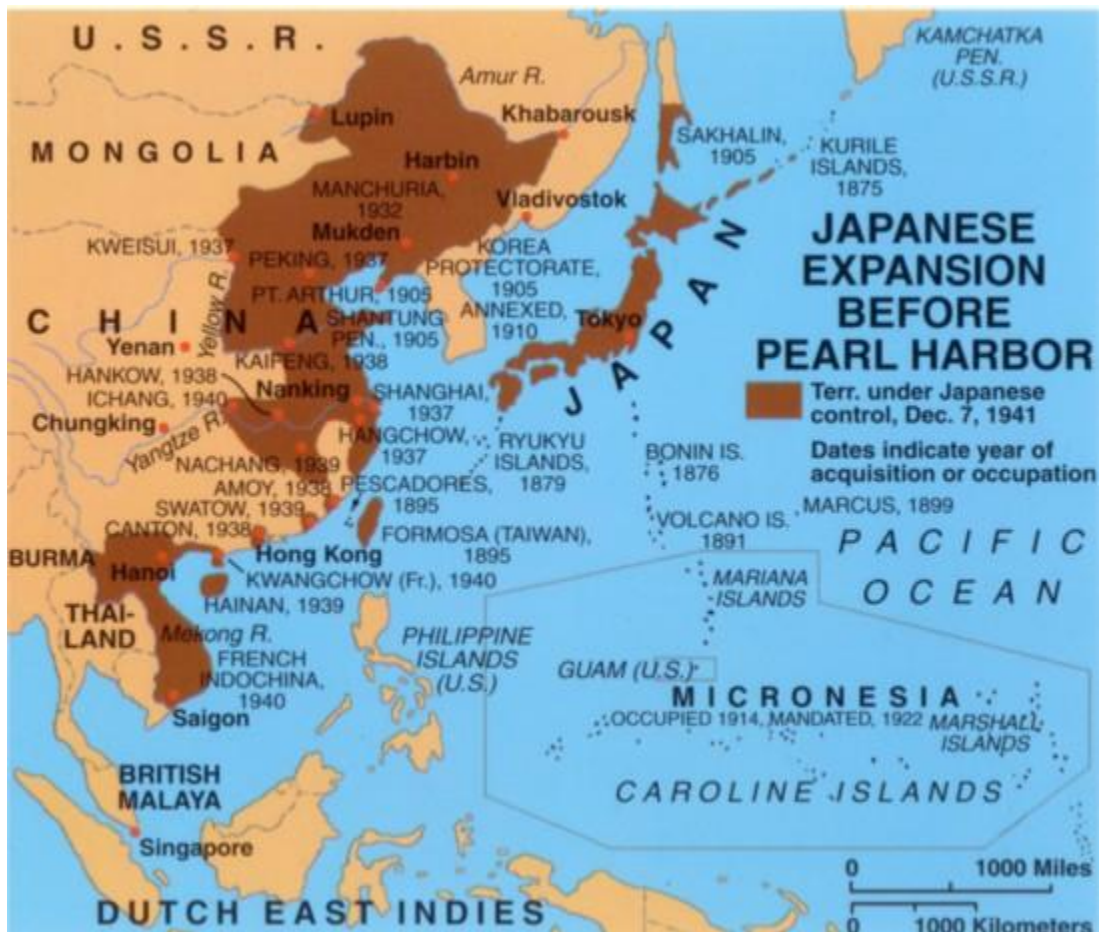 U.S.S.R.
KAMCHATKA
PEN.
(U.S.S.R.)
Amur R.
Lupin
Khabarousk
MONGOLIA
Harbin
SAKHALIN,
1905
KURILE
ISLANDS,
1875
MANCHURIA,
1932
Vladivostok
Mukden
KWEISUI, 1937
PEKING, 1937
KOREA
PROTECTORATE,
1905
ANNEXED,
1910
PT. ARTHUR, 1905
Yellow R.
CHINA
SHANTUNG
PEN., 1905
JAPAN
Tokyo
JAPANESE
EXPANSION
BEFORE
PEARL HARBOR
Terr. under Japanese
control, Dec. 7, 1941
Dates indicate year of
acquisition or occupation
Yenan
KAIFENG, 1938
HANKOW, 1938
Nanking
ICHANG, 1940
SHANGHAI,
1937
Chungking
Yangtze R.
HANGCHOW,
1937
RYUKYU
ISLANDS,
1879
BONIN IS.
1876
NACHANG, 1939
AMOY, 1938
PESCADORES,
1895
SWATOW, 1939
MARCUS, 1899
CANTON, 1938
FORMOSA (TAIWAN),
1895
VOLCANO IS.
1891
PACIFIC
OCEAN
BURMA
Hanoi
Hong Kong
KWANGCHOW (Fr.), 1940
HAINAN, 1939
MARIANA
ISLANDS
THAI-
LAND
Mekong R.
PHILIPPINE
ISLANDS
(U.S.)
FRENCH
INDOCHINA,
1940
GUAM (U.S.)
Saigon
MICRONESIA
OCCUPIED 1914, MANDATED, 1922
MARSHALL
ISLANDS
BRITISH
MALAYA
CAROLINE ISLANDS
Singapore
0 1000 Miles
DUTCH EAST INDIES
0 1000 Kilometers